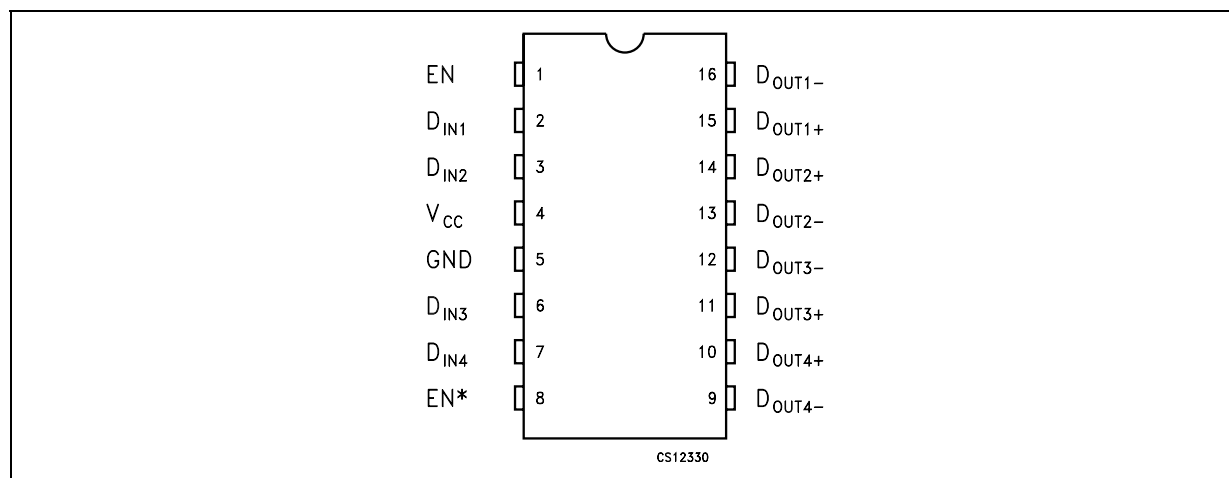 EN 1 16 DOUT1-
DIN1 2 15 DOUT1+
DIN2 3 14 DOUT2+
VCC 4 13 DOUT2-
GND 5 12 DOUT3-
DIN3 6 11 DOUT3+
DIN4 7 10 DOUT4+
EN* 8 9 DOUT4-
CS12330